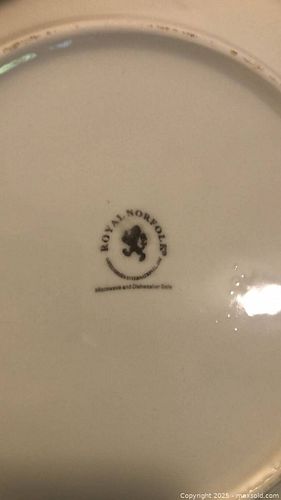 ROYAL NORFOLK®
Microwave and Dishwasher Safe
Copyright 2025 - maxsold.com